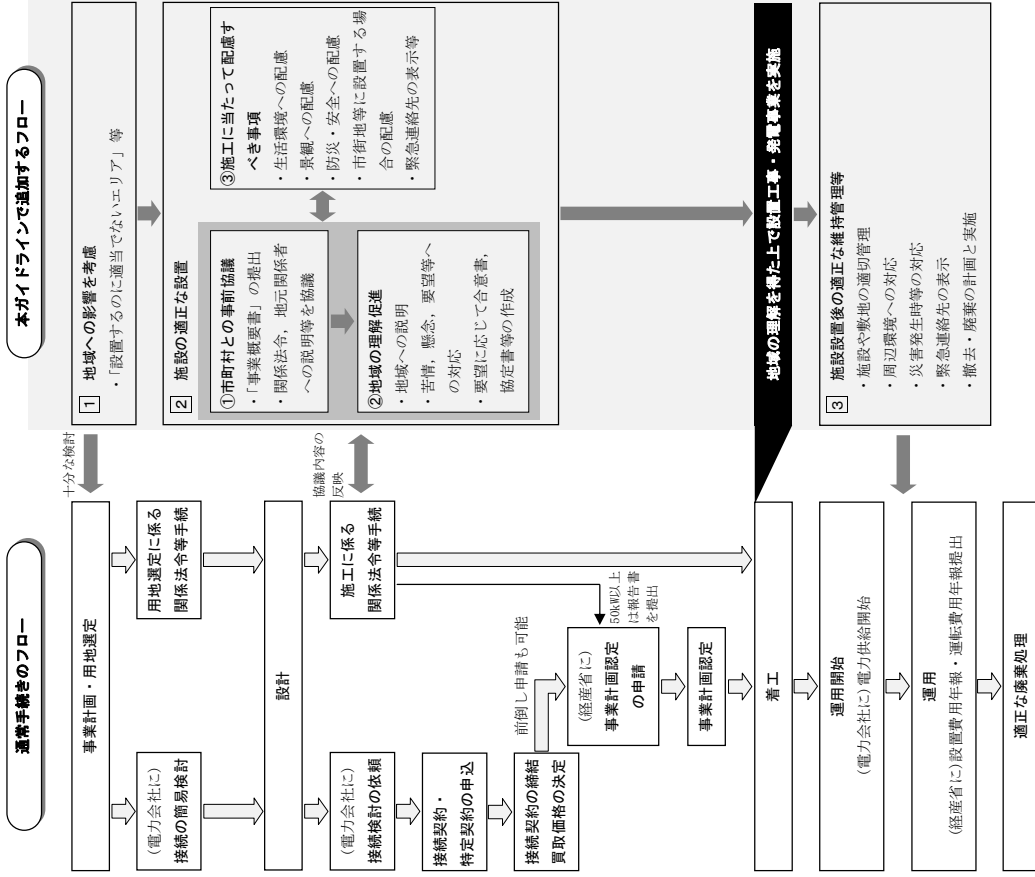 通常手続きのフロー
事業計画・用地選定
(電力会社に)
接続の簡易検討
用地選定に係る
関係法令等手続
設計
(電力会社に)
接続検討の依頼
施工に係る
関係法令等手続
接続契約・
特定契約の申込
接続契約の締結
買取価格の決定
前倒し申請も可能
(経産省に)
事業計画認定
の申請
50kW以上
は報告書
を提出
事業計画認定
着工
運用開始
(電力会社に)電力供給開始
運用
(経産省に)設置費用年報・運転費用年報提出
適正な廃棄処理
十分な検討
協議内容の
反映
本ガイドラインで追加するフロー
1 地域への影響を考慮
・「設置するのに適当でないエリア」等
2 施設の適正な設置
①市町村との事前協議
・「事業概要書」の提出
・関係法令,地元関係者
への説明等を協議
②地域の理解促進
・地域への説明
・苦情,懸念,要望等へ
の対応
・要望に応じて合意書,
協定書等の作成
③施工に当たって配慮す
べき事項
・生活環境への配慮
・景観への配慮
・防災・安全への配慮
・市街地等に設置する場
合の配慮
・緊急連絡先の表示等
地域の理解を得た上で設置工事・発電事業を実施
3 施設設置後の適正な維持管理等
・施設や敷地の適切管理
・周辺環境への対応
・災害発生時等の対応
・緊急連絡先の表示
・撤去・廃棄の計画と実施